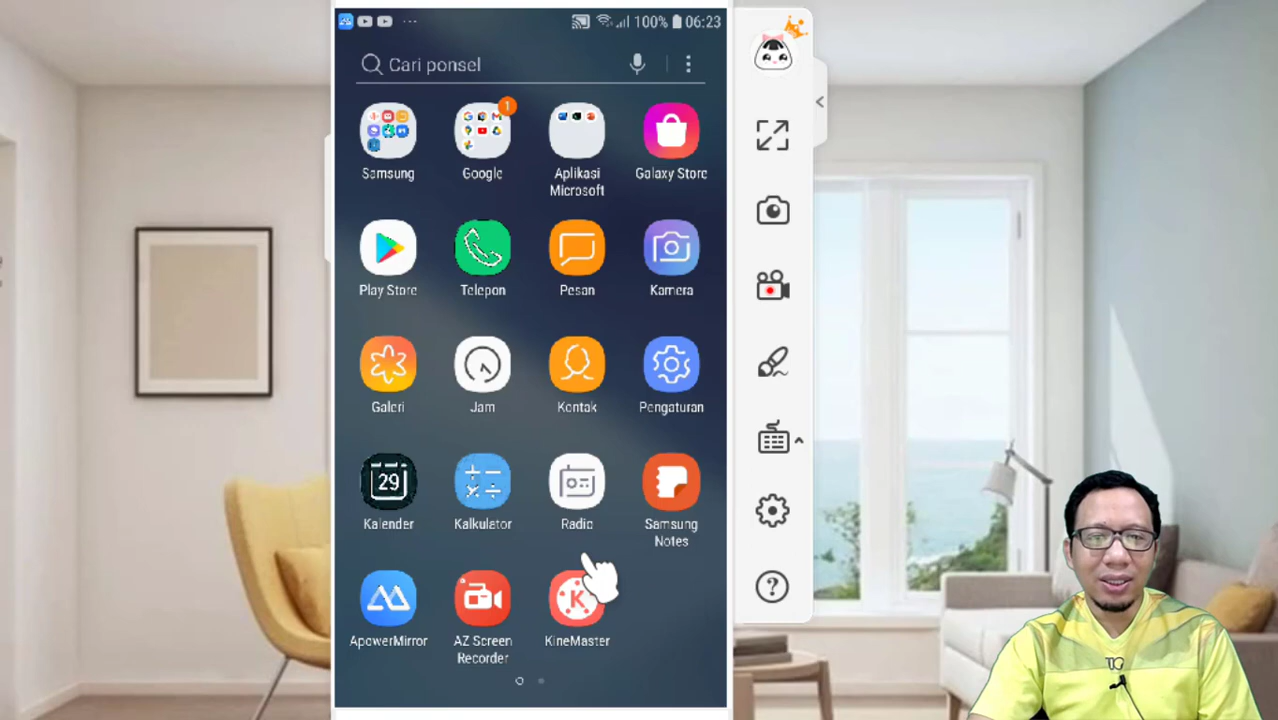 100% 06:23
Cari ponsel
1
Samsung Google Aplikasi Microsoft Galaxy Store
Play Store Telepon Pesan Kamera
Galeri Jam Kontak Pengaturan
29
Kalender Kalkulator Radio Samsung Notes
K
ApowerMirror AZ Screen Recorder KineMaster